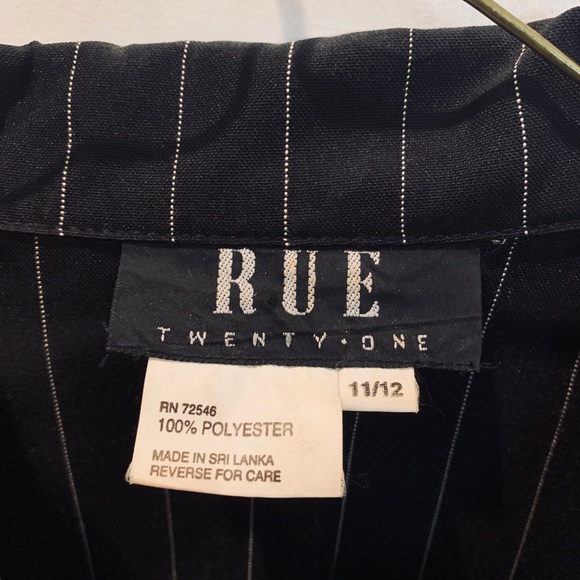 RUE
TWENTY·ONE
11/12
RN 72546
100% POLYESTER
MADE IN SRI LANKA
REVERSE FOR CARE